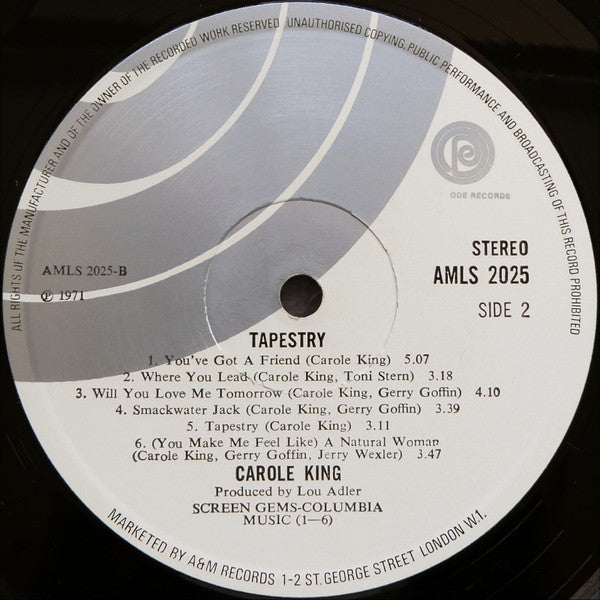 ALL RIGHTS OF THE MANUFACTURER AND OF THE OWNER OF THE RECORDED WORK RESERVED. UNAUTHORISED COPYING, PUBLIC PERFORMANCE AND BROADCASTING OF THIS RECORD PROHIBITED
ODE RECORDS
STEREO
AMLS 2025
SIDE 2
AMLS 2025-B
℗ 1971
TAPESTRY
1. You've Got A Friend (Carole King) 5.07
2. Where You Lead (Carole King, Toni Stern) 3.18
3. Will You Love Me Tomorrow (Carole King, Gerry Goffin) 4.10
4. Smackwater Jack (Carole King, Gerry Goffin) 3.39
5. Tapestry (Carole King) 3.11
6. (You Make Me Feel Like) A Natural Woman
(Carole King, Gerry Goffin, Jerry Wexler) 3.47
CAROLE KING
Produced by Lou Adler
SCREEN GEMS-COLUMBIA
MUSIC (1—6)
MARKETED BY A&M RECORDS 1-2 ST. GEORGE STREET LONDON W.1.